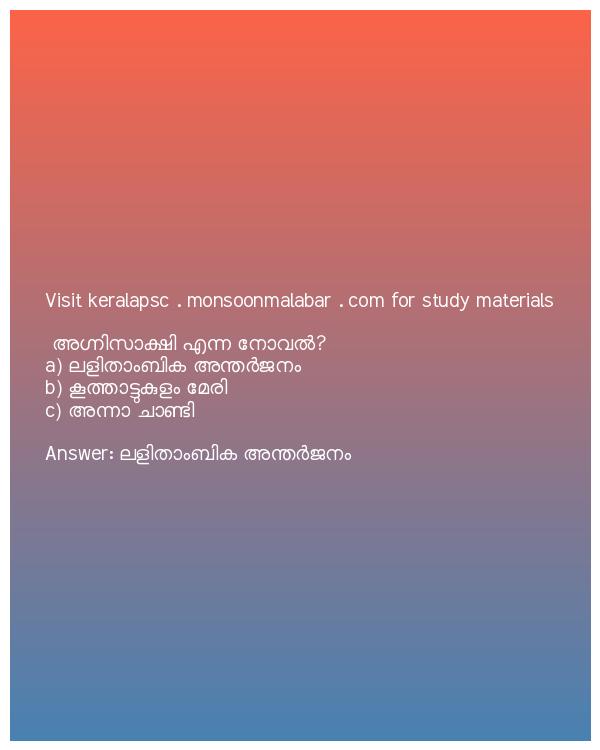 Visit keralapsc . monsoonmalabar . com for study materials
അഗ്നിസാക്ഷി എന്ന നോവൽ?
a) ലളിതാംബിക അന്തർജനം
b) കൂത്താട്ടുകുളം മേരി
c) അന്നാ ചാണ്ടി
Answer: ലളിതാംബിക അന്തർജനം